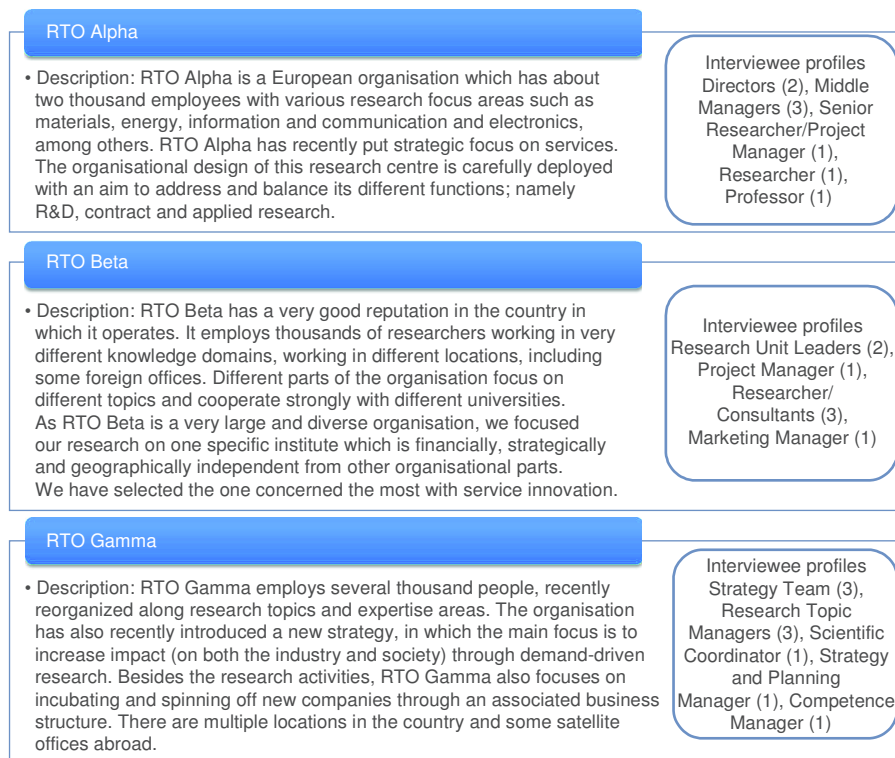 RTO Alpha
• Description: RTO Alpha is a European organisation which has about
two thousand employees with various research focus areas such as
materials, energy, information and communication and electronics,
among others. RTO Alpha has recently put strategic focus on services.
The organisational design of this research centre is carefully deployed
with an aim to address and balance its different functions; namely
R&D, contract and applied research.
Interviewee profiles
Directors (2), Middle
Managers (3), Senior
Researcher/Project
Manager (1),
Researcher (1),
Professor (1)
RTO Beta
• Description: RTO Beta has a very good reputation in the country in
which it operates. It employs thousands of researchers working in very
different knowledge domains, working in different locations, including
some foreign offices. Different parts of the organisation focus on
different topics and cooperate strongly with different universities.
As RTO Beta is a very large and diverse organisation, we focused
our research on one specific institute which is financially, strategically
and geographically independent from other organisational parts.
We have selected the one concerned the most with service innovation.
Interviewee profiles
Research Unit Leaders (2),
Project Manager (1),
Researcher/
Consultants (3),
Marketing Manager (1)
RTO Gamma
• Description: RTO Gamma employs several thousand people, recently
reorganized along research topics and expertise areas. The organisation
has also recently introduced a new strategy, in which the main focus is to
increase impact (on both the industry and society) through demand-driven
research. Besides the research activities, RTO Gamma also focuses on
incubating and spinning off new companies through an associated business
structure. There are multiple locations in the country and some satellite
offices abroad.
Interviewee profiles
Strategy Team (3),
Research Topic
Managers (3), Scientific
Coordinator (1), Strategy
and Planning
Manager (1), Competence
Manager (1)